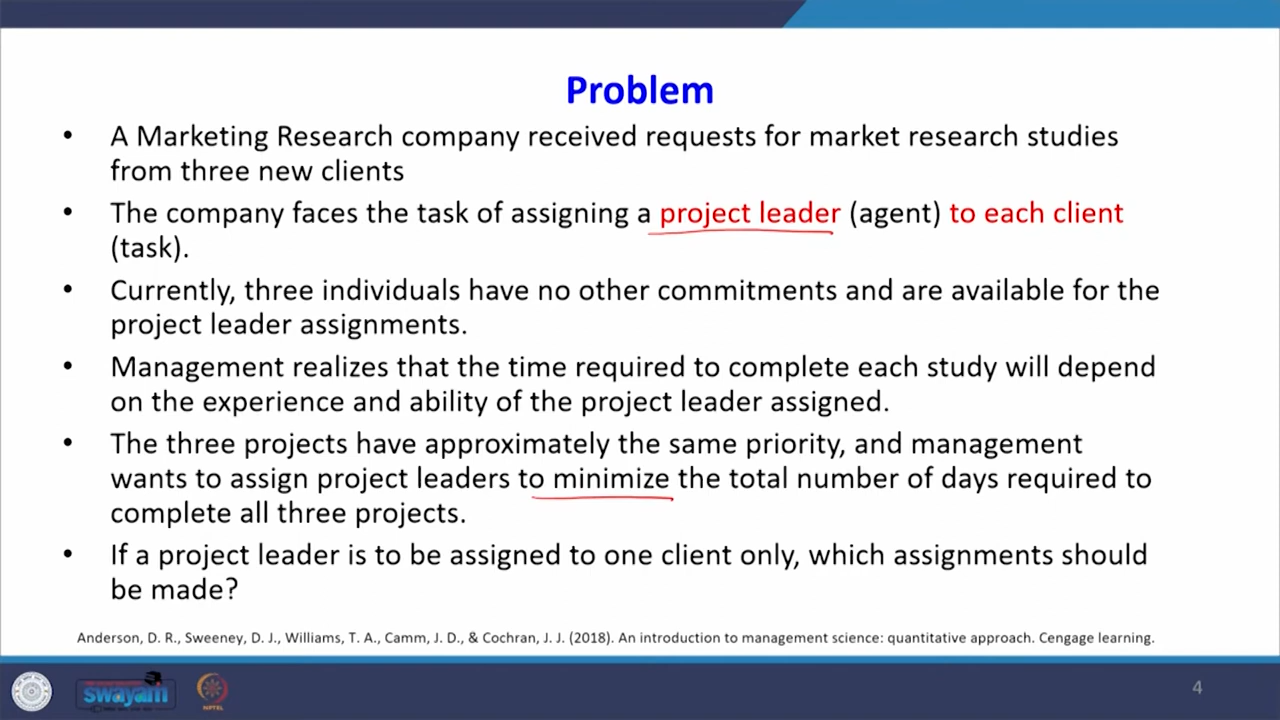 Problem
• A Marketing Research company received requests for market research studies
from three new clients
• The company faces the task of assigning a project leader (agent) to each client
(task).
• Currently, three individuals have no other commitments and are available for the
project leader assignments.
• Management realizes that the time required to complete each study will depend
on the experience and ability of the project leader assigned.
• The three projects have approximately the same priority, and management
wants to assign project leaders to minimize the total number of days required to
complete all three projects.
• If a project leader is to be assigned to one client only, which assignments should
be made?
Anderson, D. R., Sweeney, D. J., Williams, T. A., Camm, J. D., & Cochran, J. J. (2018). An introduction to management science: quantitative approach. Cengage learning.
swayam
NPTEL
4